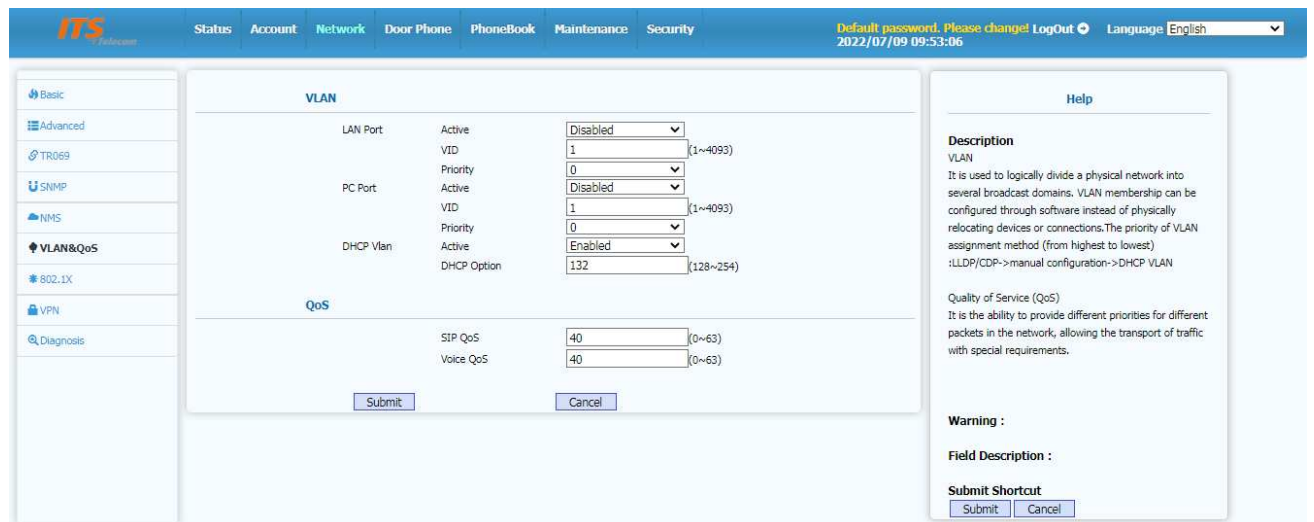 ITS Telecom
Status Account Network Door Phone PhoneBook Maintenance Security
Default password. Please change! LogOut Language English
2022/07/09 09:53:06
Basic
Advanced
TR069
SNMP
NMS
VLAN&QoS
802.1X
VPN
Diagnosis
VLAN
LAN Port Active Disabled
VID 1 (1~4093)
Priority 0
PC Port Active Disabled
VID 1 (1~4093)
Priority 0
DHCP Vlan Active Enabled
DHCP Option 132 (128~254)
QoS
SIP QoS 40 (0~63)
Voice QoS 40 (0~63)
Submit Cancel
Help
Description
VLAN
It is used to logically divide a physical network into
several broadcast domains. VLAN membership can be
configured through software instead of physically
relocating devices or connections.The priority of VLAN
assignment method (from highest to lowest)
:LLDP/CDP->manual configuration->DHCP VLAN
Quality of Service (QoS)
It is the ability to provide different priorities for different
packets in the network, allowing the transport of traffic
with special requirements.
Warning :
Field Description :
Submit Shortcut
Submit Cancel